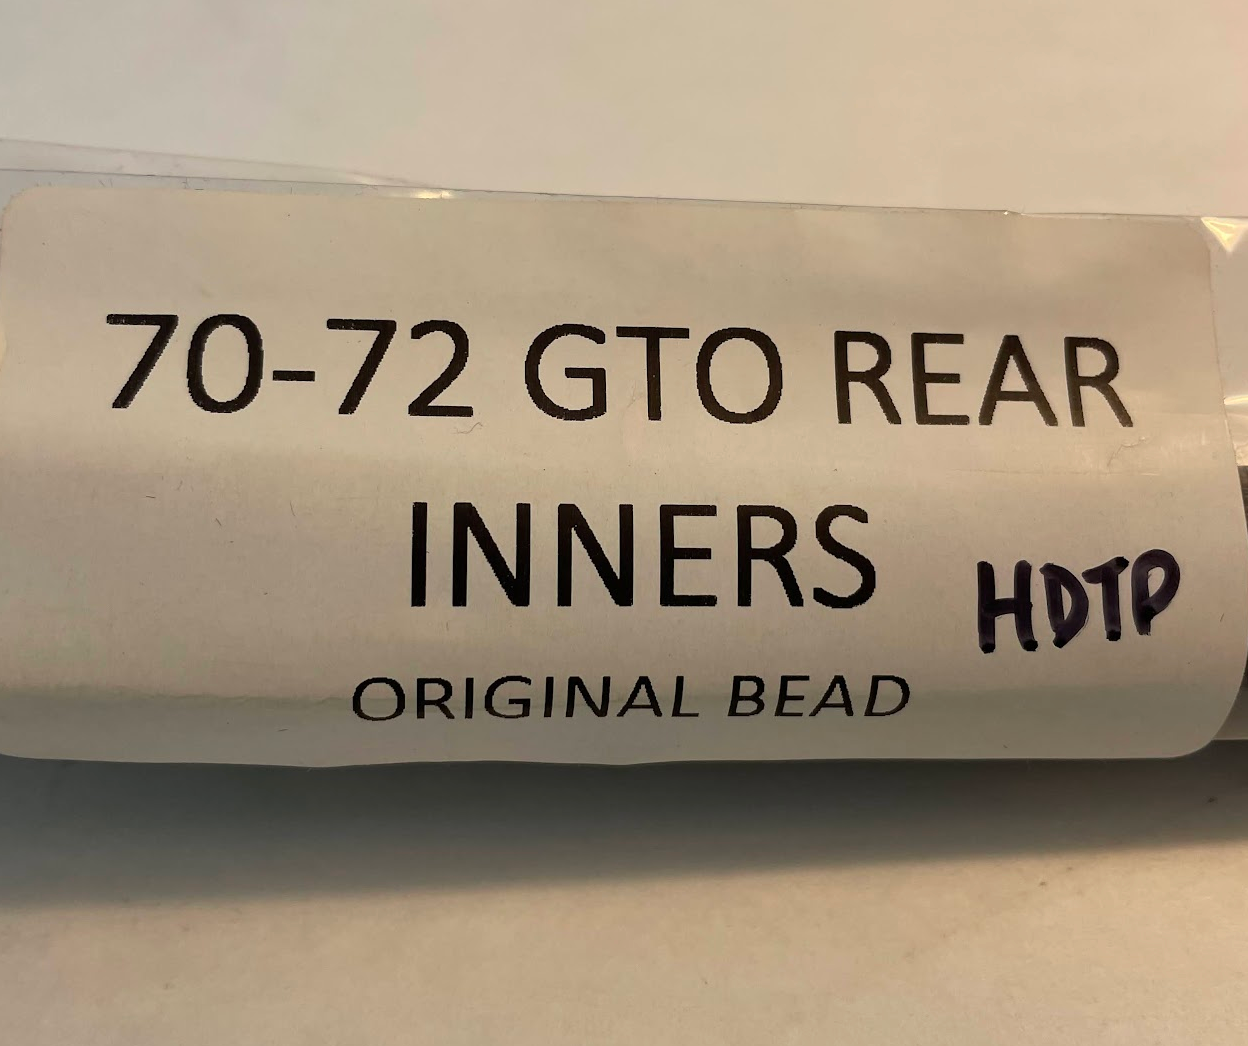 70-72 GTO REAR
INNERS
HDTP
ORIGINAL BEAD